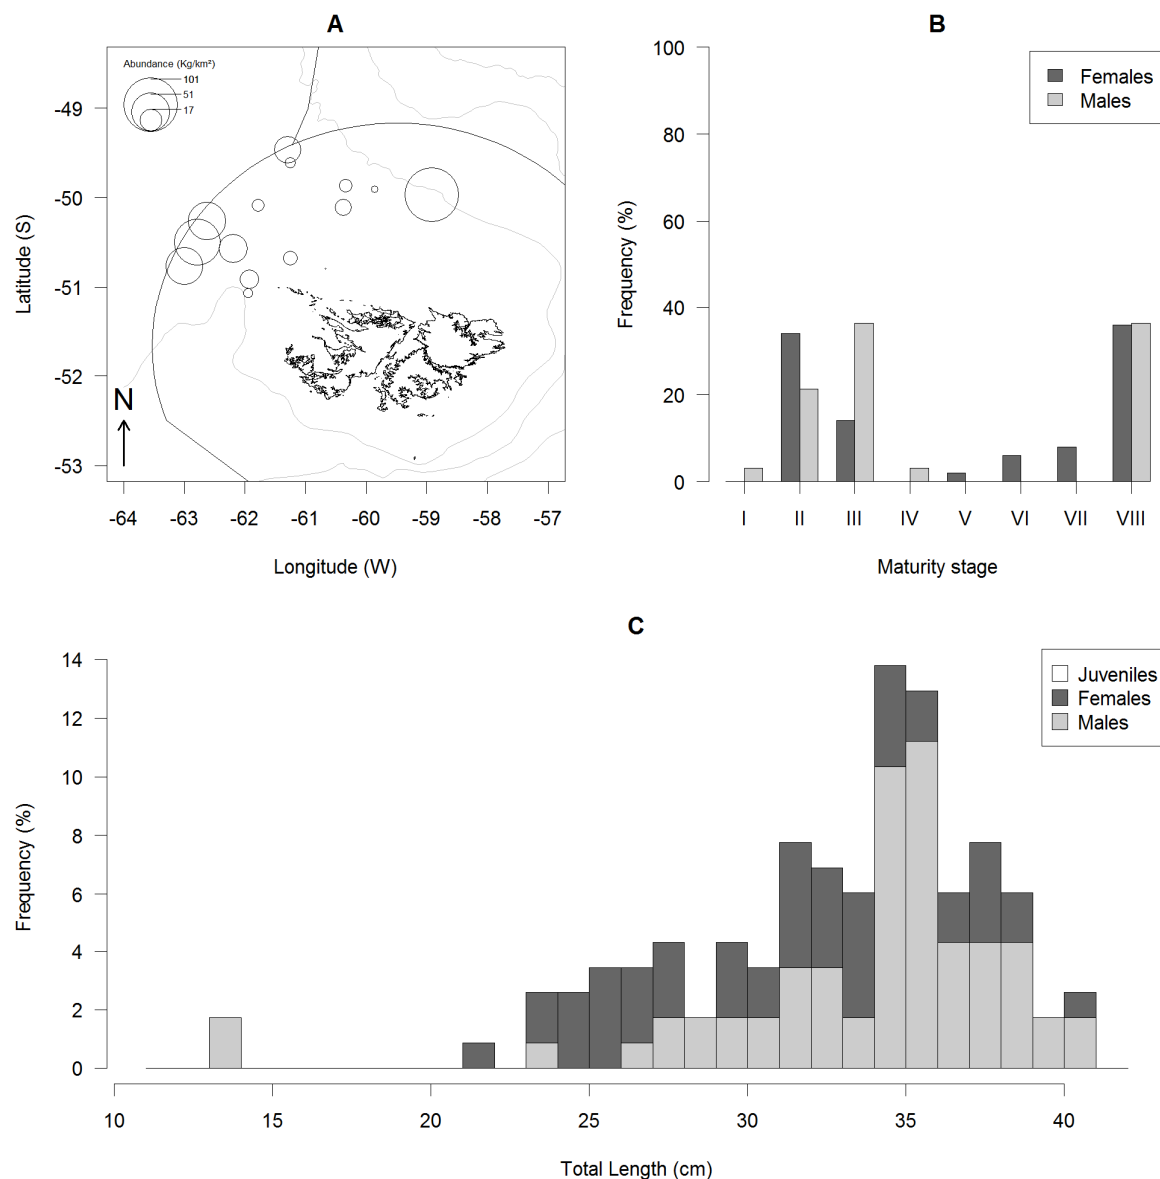 A
Abundance (Kg/km²)
101
51
17
-49
-50
-51
-52
-53
Latitude (S)
N
-64 -63 -62 -61 -60 -59 -58 -57
Longitude (W)
B
100
80
60
40
20
0
Frequency (%)
Females
Males
I II III IV V VI VII VIII
Maturity stage
C
14
12
10
8
6
4
2
0
Frequency (%)
Juveniles
Females
Males
10 15 20 25 30 35 40
Total Length (cm)